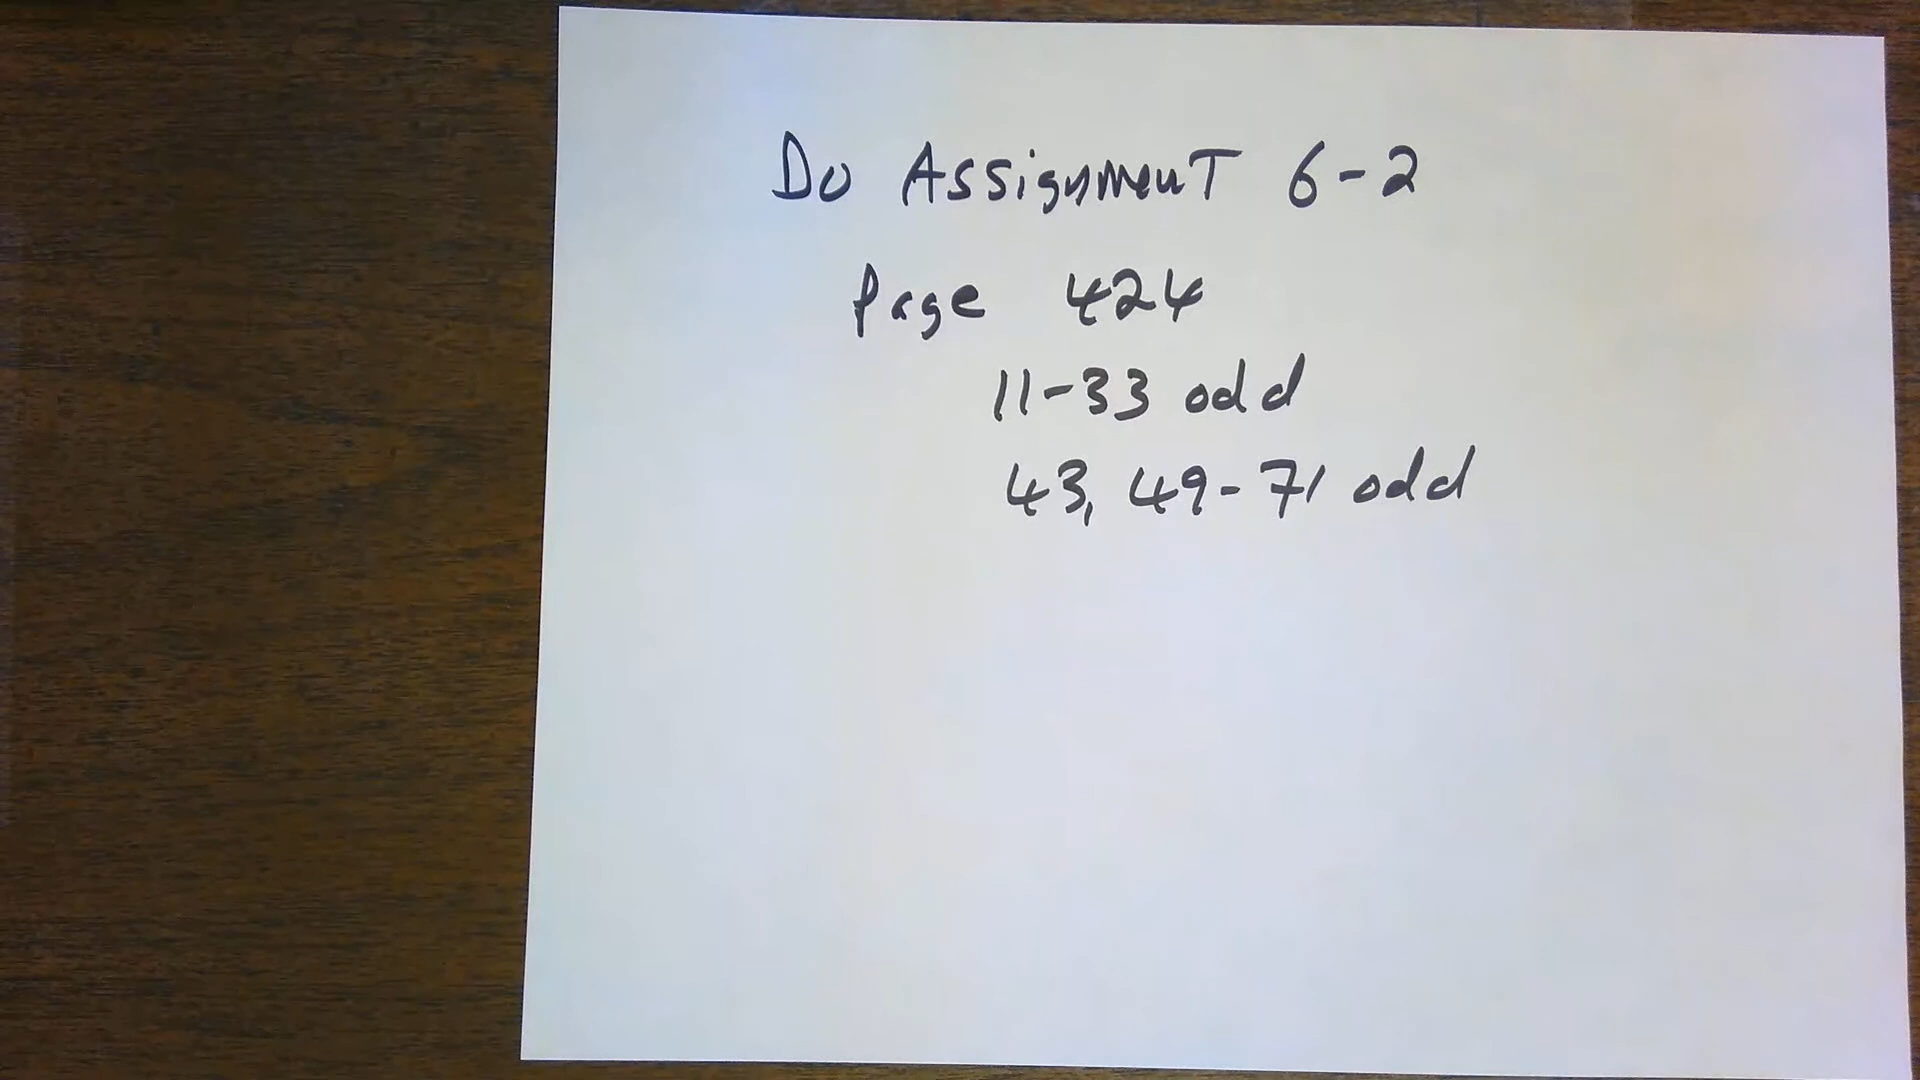 Do Assignment 6-2
Page 424
11-33 odd
43, 49-71 odd